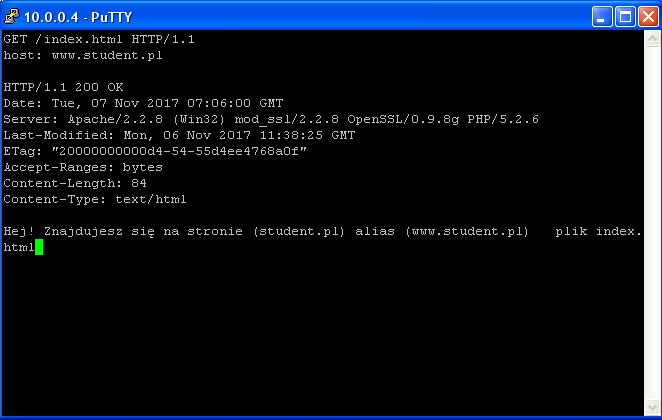 10.0.0.4 - PuTTY
GET /index.html HTTP/1.1
host: www.student.pl
HTTP/1.1 200 OK
Date: Tue, 07 Nov 2017 07:06:00 GMT
Server: Apache/2.2.8 (Win32) mod_ssl/2.2.8 OpenSSL/0.9.8g PHP/5.2.6
Last-Modified: Mon, 06 Nov 2017 11:38:25 GMT
ETag: "20000000000d4-54-55d4ee4768a0f"
Accept-Ranges: bytes
Content-Length: 84
Content-Type: text/html
Hej! Znajdujesz się na stronie (student.pl) alias (www.student.pl)   plik index.
html